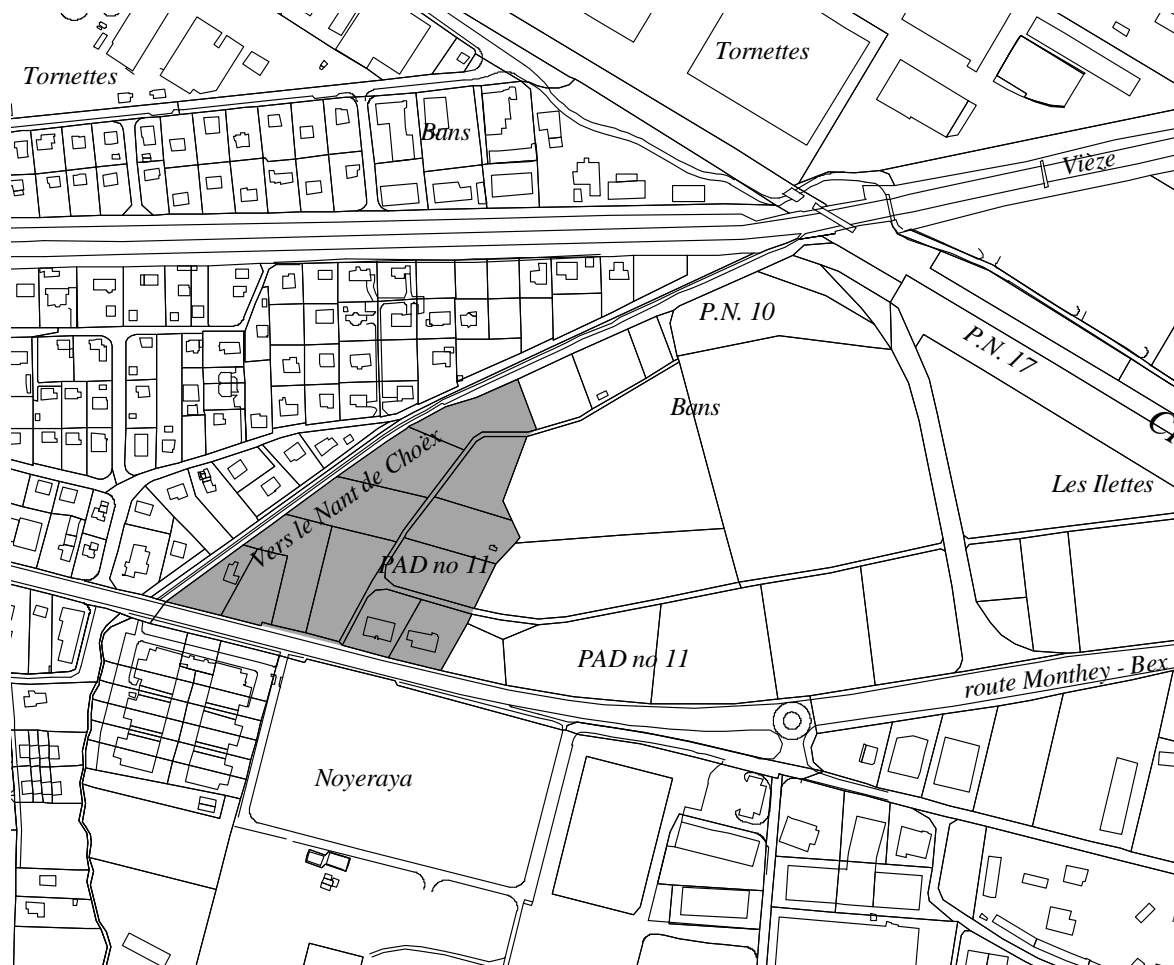 Tornettes
Tornettes
Bans
Vièze
P.N. 10
P.N. 17
Bans
Vers le Nant de Choëx
Les Ilettes
PAD no 11
PAD no 11
route Monthey - Bex
Noyeraya